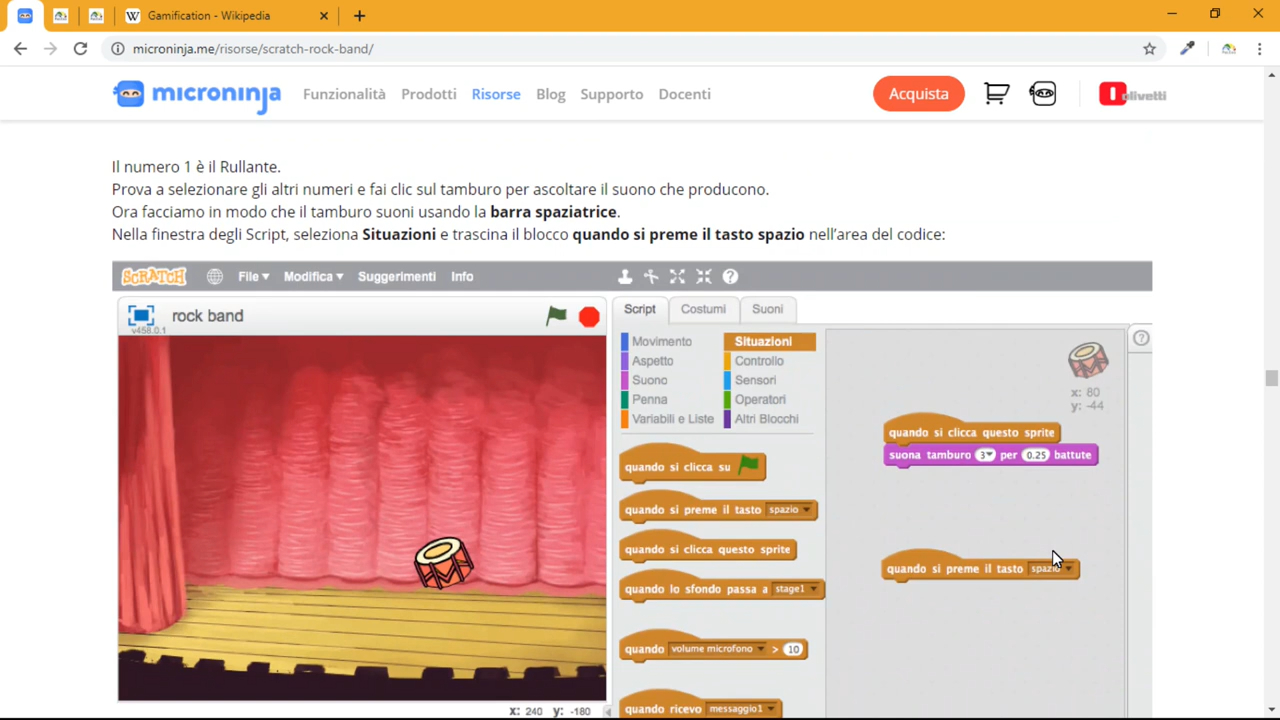 Gamification - Wikipedia
microninja.me/risorse/scratch-rock-band/
microninja Funzionalità Prodotti Risorse Blog Supporto Docenti Acquista olivetti
Il numero 1 è il Rullante.
Prova a selezionare gli altri numeri e fai clic sul tamburo per ascoltare il suono che producono.
Ora facciamo in modo che il tamburo suoni usando la barra spaziatrice.
Nella finestra degli Script, seleziona Situazioni e trascina il blocco quando si preme il tasto spazio nell'area del codice:
SCRATCH File Modifica Suggerimenti Info
rock band
v458.0.1
Script Costumi Suoni
Movimento Situazioni
Aspetto Controllo
Suono Sensori
Penna Operatori
Variabili e Liste Altri Blocchi
quando si clicca su
quando si preme il tasto spazio
quando si clicca questo sprite
quando lo sfondo passa a stage1
quando volume microfono > 10
quando ricevo messaggio1
x: 80
y: -44
quando si clicca questo sprite
suona tamburo 3 per 0.25 battute
quando si preme il tasto spazio
x: 240 y: -180